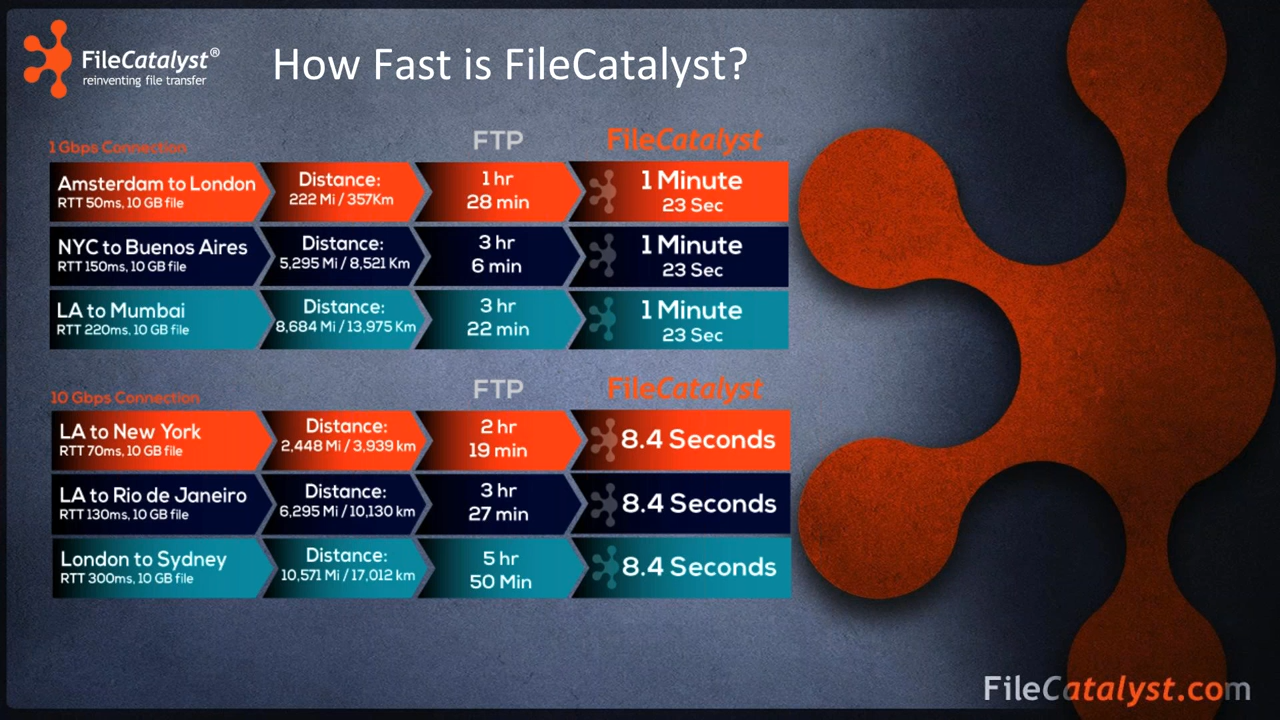 FileCatalyst®
reinventing file transfer
How Fast is FileCatalyst?
1 Gbps Connection
FTP
FileCatalyst
Amsterdam to London
RTT 50ms, 10 GB file
Distance:
222 Mi / 357Km
1 hr
28 min
1 Minute
23 Sec
NYC to Buenos Aires
RTT 150ms, 10 GB file
Distance:
5,295 Mi / 8,521 Km
3 hr
6 min
1 Minute
23 Sec
LA to Mumbai
RTT 220ms, 10 GB file
Distance:
8,684 Mi / 13,975 Km
3 hr
22 min
1 Minute
23 Sec
10 Gbps Connection
FTP
FileCatalyst
LA to New York
RTT 70ms, 10 GB file
Distance:
2,448 Mi / 3,939 km
2 hr
19 min
8.4 Seconds
LA to Rio de Janeiro
RTT 130ms, 10 GB file
Distance:
6,295 Mi / 10,130 km
3 hr
27 min
8.4 Seconds
London to Sydney
RTT 300ms, 10 GB file
Distance:
10,571 Mi / 17,012 km
5 hr
50 Min
8.4 Seconds
FileCatalyst.com